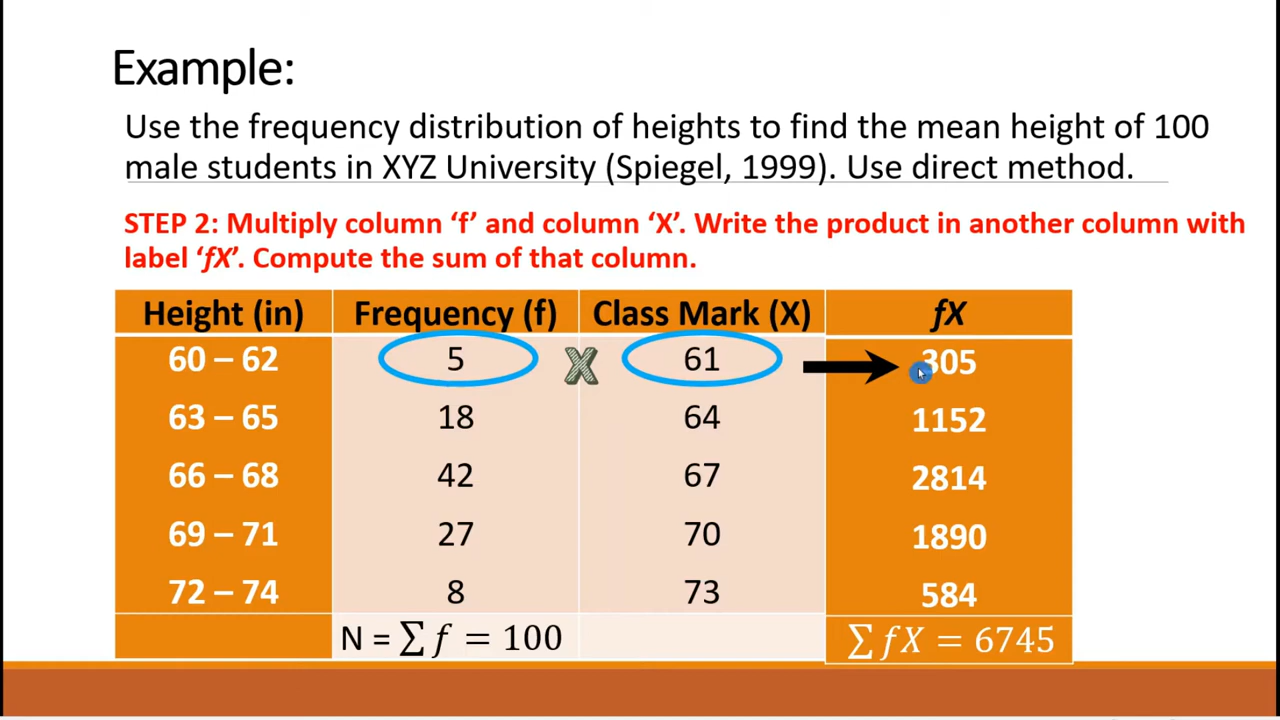 Example:
Use the frequency distribution of heights to find the mean height of 100
male students in XYZ University (Spiegel, 1999). Use direct method.
STEP 2: Multiply column ‘f’ and column ‘X’. Write the product in another column with
label ‘fX’. Compute the sum of that column.
Height (in) Frequency (f) Class Mark (X) fX
60 – 62 5 X 61 305
63 – 65 18 64 1152
66 – 68 42 67 2814
69 – 71 27 70 1890
72 – 74 8 73 584
N = ∑ f = 100 ∑ fX = 6745